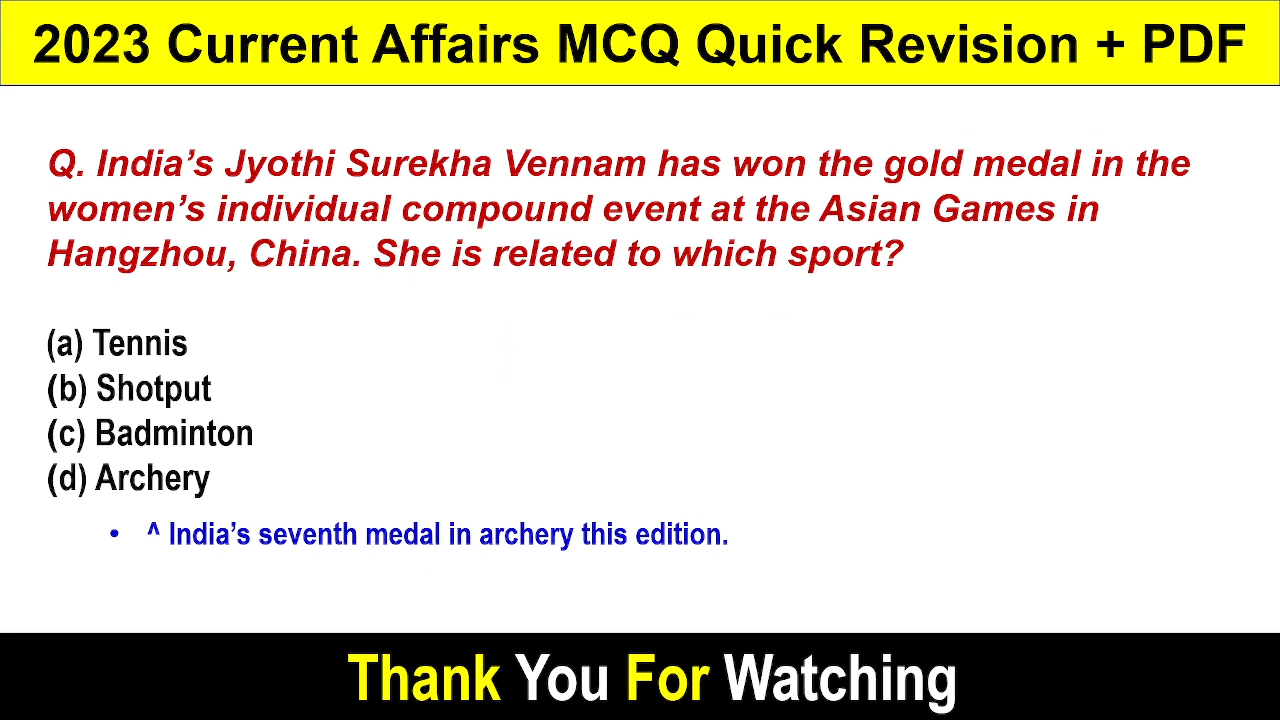 2023 Current Affairs MCQ Quick Revision + PDF
Q. India’s Jyothi Surekha Vennam has won the gold medal in the
women’s individual compound event at the Asian Games in
Hangzhou, China. She is related to which sport?
(a) Tennis
(b) Shotput
(c) Badminton
(d) Archery
• ^ India’s seventh medal in archery this edition.
Thank You For Watching